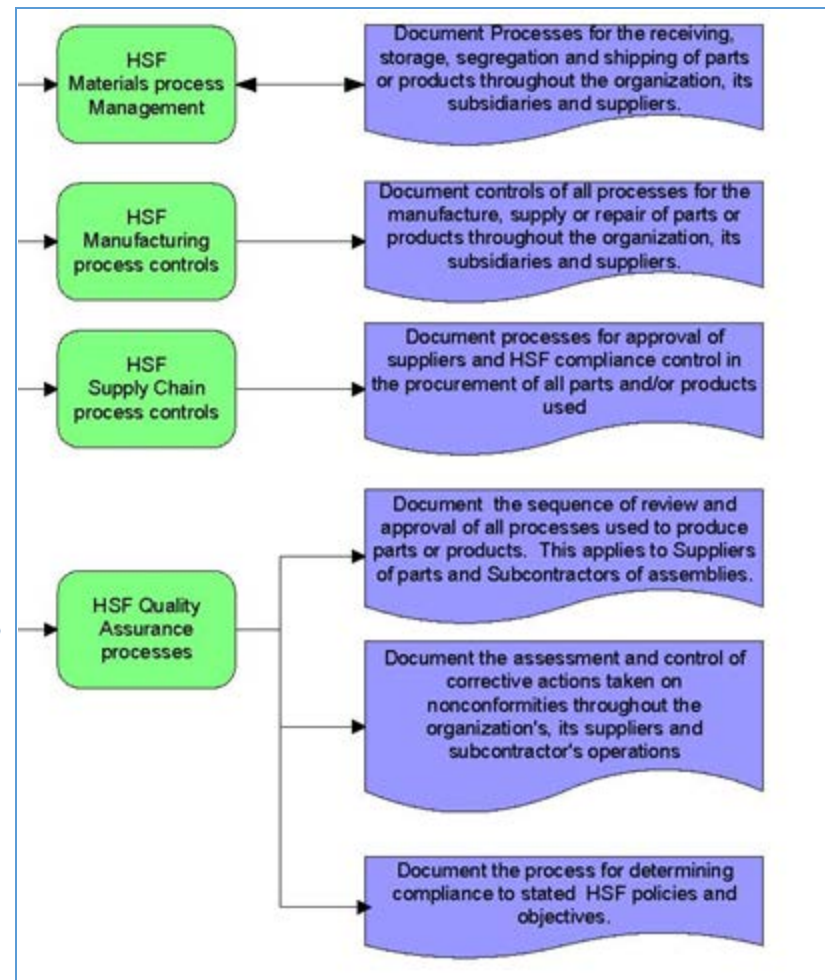 HSF
Materials process
Management
Document Processes for the receiving,
storage, segregation and shipping of parts
or products throughout the organization, its
subsidiaries and suppliers.
HSF
Manufacturing
process controls
Document controls of all processes for the
manufacture, supply or repair of parts or
products throughout the organization, its
subsidiaries and suppliers.
HSF
Supply Chain
process controls
Document processes for approval of
suppliers and HSF compliance control in
the procurement of all parts and/or products
used
HSF Quality
Assurance
processes
Document the sequence of review and
approval of all processes used to produce
parts or products. This applies to Suppliers
of parts and Subcontractors of assemblies.
Document the assessment and control of
corrective actions taken on
nonconformities throughout the
organization's, its suppliers and
subcontractor's operations
Document the process for determining
compliance to stated HSF policies and
objectives.